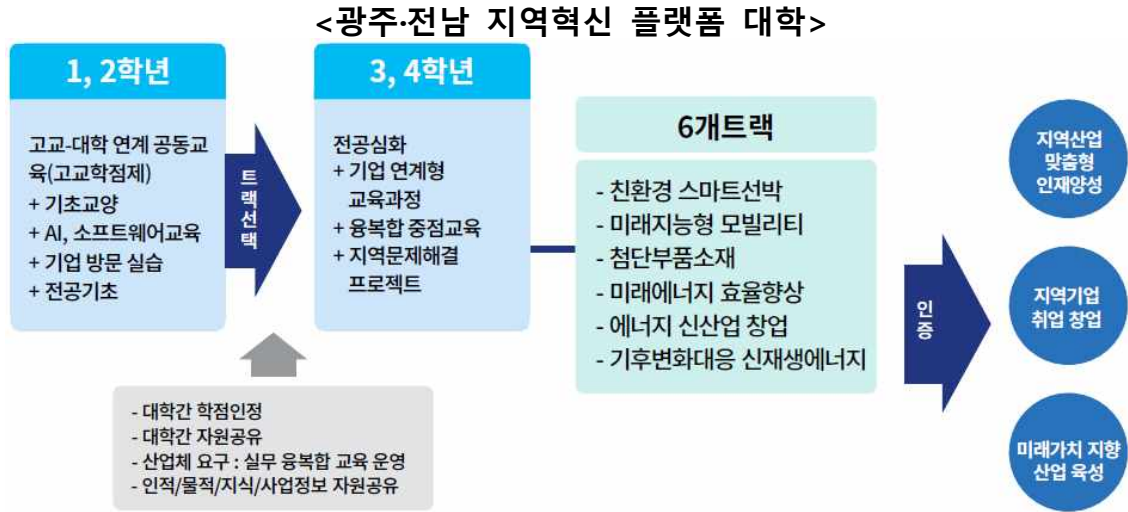 <광주·전남 지역혁신 플랫폼 대학>
1, 2학년
고교-대학 연계 공동교
육(고교학점제)
+ 기초교양
+ AI, 소프트웨어교육
+ 기업 방문 실습
+ 전공기초
트
랙
선
택
3, 4학년
전공심화
+ 기업 연계형
교육과정
+ 융복합 중점교육
+ 지역문제해결
프로젝트
- 대학간 학점인정
- 대학간 자원공유
- 산업체 요구 : 실무 융복합 교육 운영
- 인적/물적/지식/사업정보 자원공유
6개트랙
- 친환경 스마트선박
- 미래지능형 모빌리티
- 첨단부품소재
- 미래에너지 효율향상
- 에너지 신산업 창업
- 기후변화대응 신재생에너지
인
증
지역산업
맞춤형
인재양성
지역기업
취업 창업
미래가치 지향
산업 육성